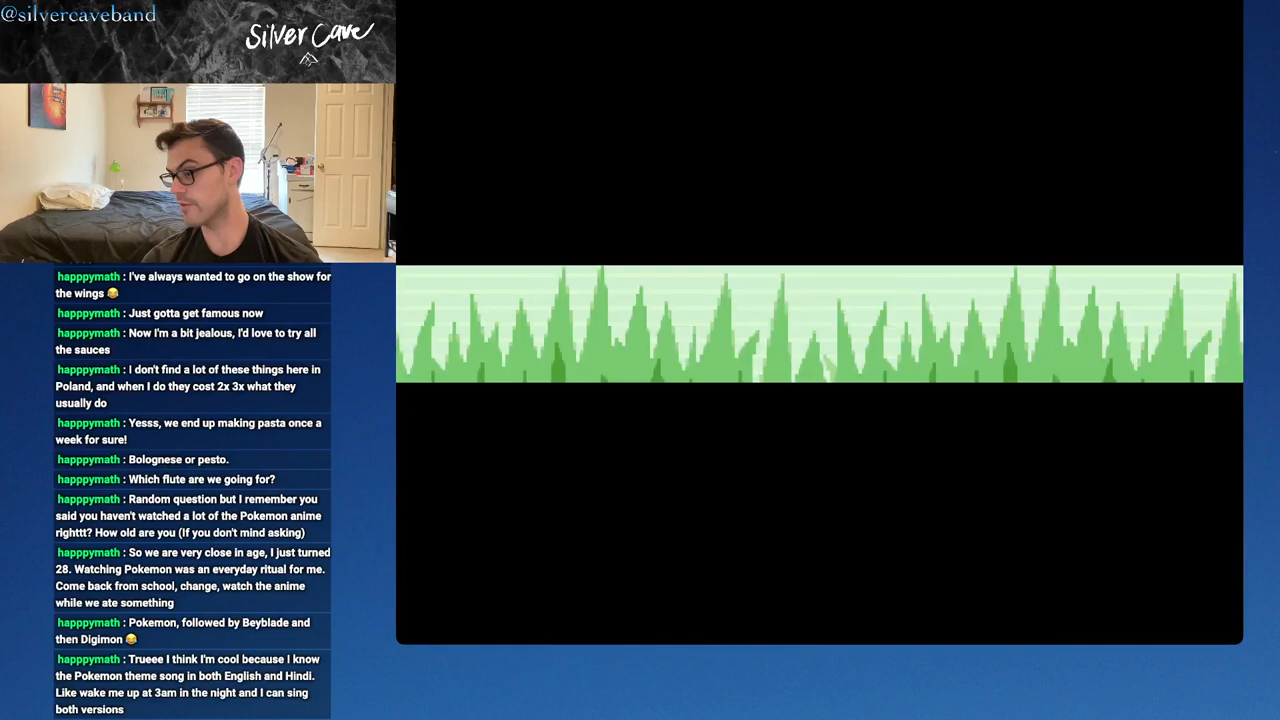 @silvercaveband
Silver Cave
happpymath : I've always wanted to go on the show for
the wings 😂
happpymath : Just gotta get famous now
happpymath : Now I'm a bit jealous, I'd love to try all
the sauces
happpymath : I don't find a lot of these things here in
Poland, and when I do they cost 2x 3x what they
usually do
happpymath : Yesss, we end up making pasta once a
week for sure!
happpymath : Bolognese or pesto.
happpymath : Which flute are we going for?
happpymath : Random question but I remember you
said you haven't watched a lot of the Pokemon anime
righttt? How old are you (If you don't mind asking)
happpymath : So we are very close in age, I just turned
28. Watching Pokemon was an everyday ritual for me.
Come back from school, change, watch the anime
while we ate something
happpymath : Pokemon, followed by Beyblade and
then Digimon 😂
happpymath : Trueee I think I'm cool because I know
the Pokemon theme song in both English and Hindi.
Like wake me up at 3am in the night and I can sing
both versions